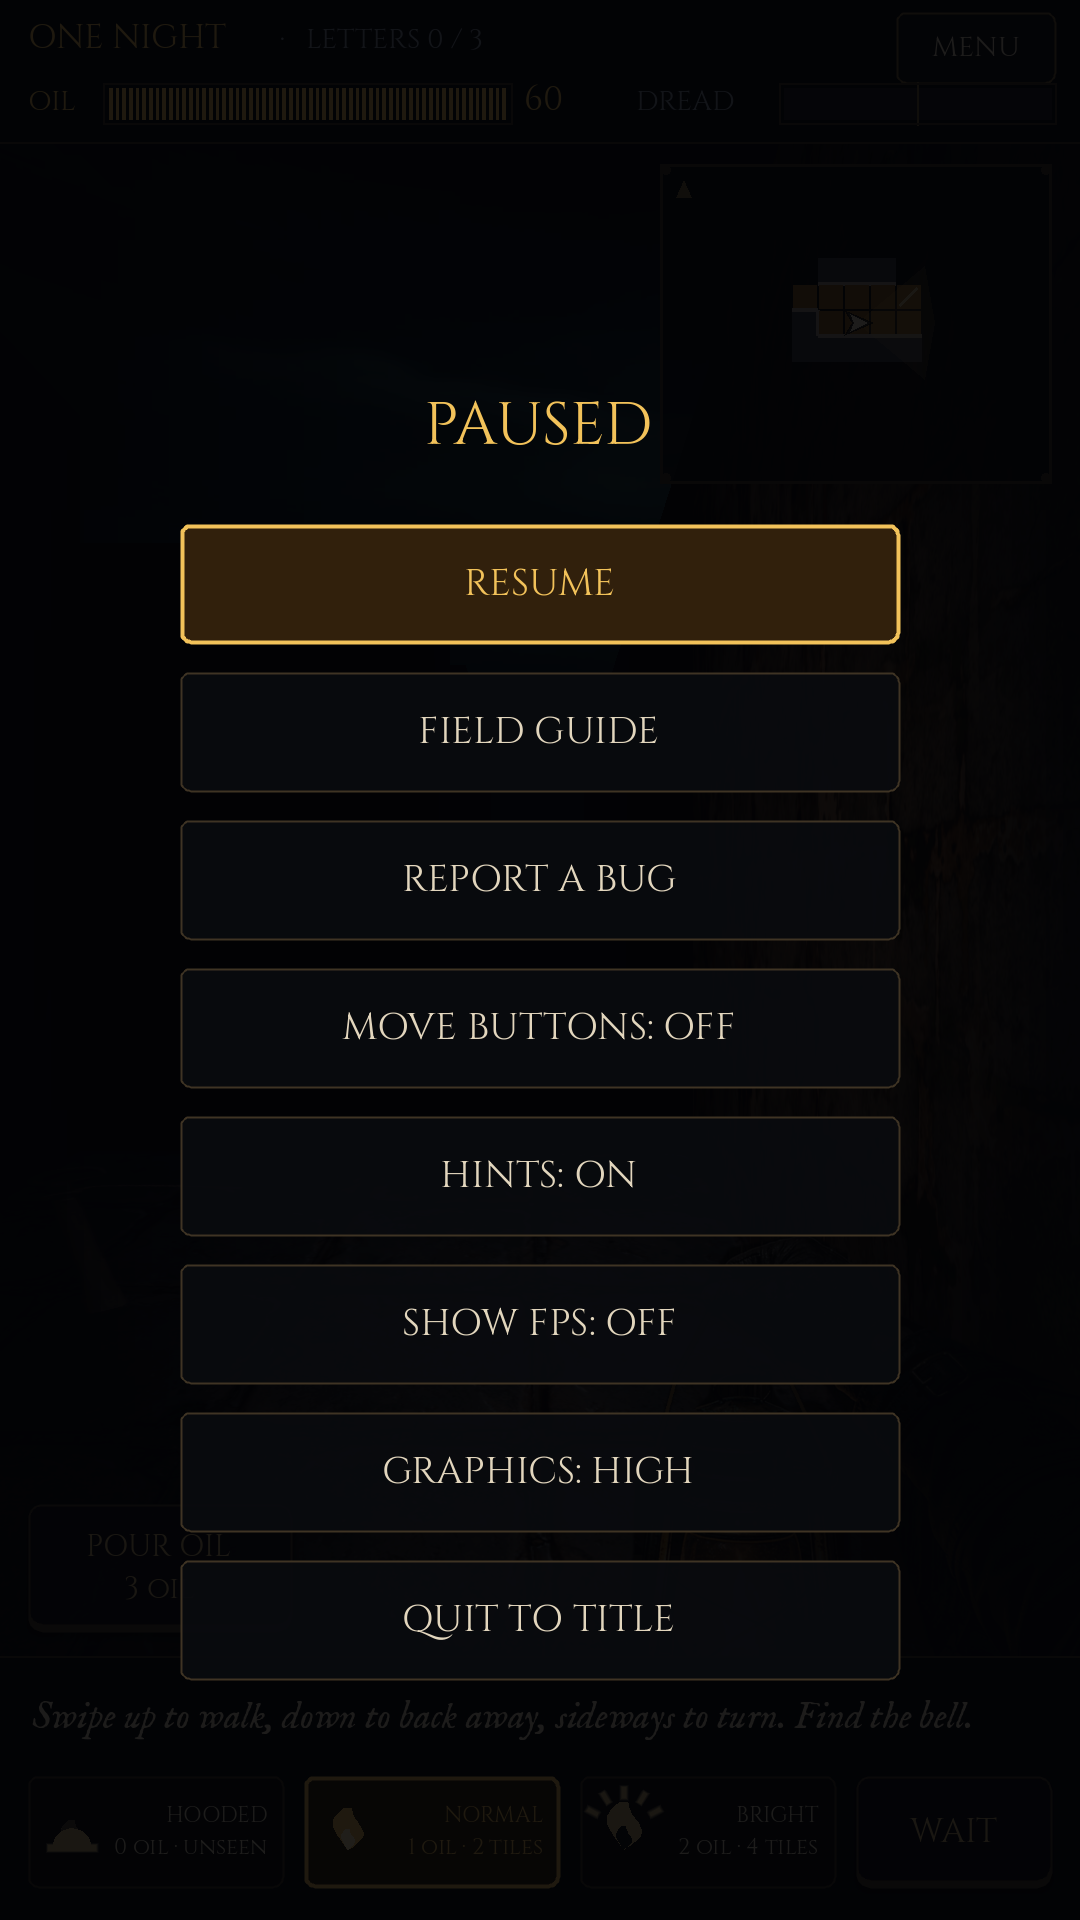 ONE NIGHT · LETTERS 0 / 3
MENU
OIL 60 DREAD
PAUSED
RESUME
FIELD GUIDE
REPORT A BUG
MOVE BUTTONS: OFF
HINTS: ON
SHOW FPS: OFF
GRAPHICS: HIGH
POUR OIL
3 OI
QUIT TO TITLE
Swipe up to walk, down to back away, sideways to turn. Find the bell.
HOODED
0 OIL · UNSEEN
NORMAL
1 OIL · 2 TILES
BRIGHT
2 OIL · 4 TILES
WAIT